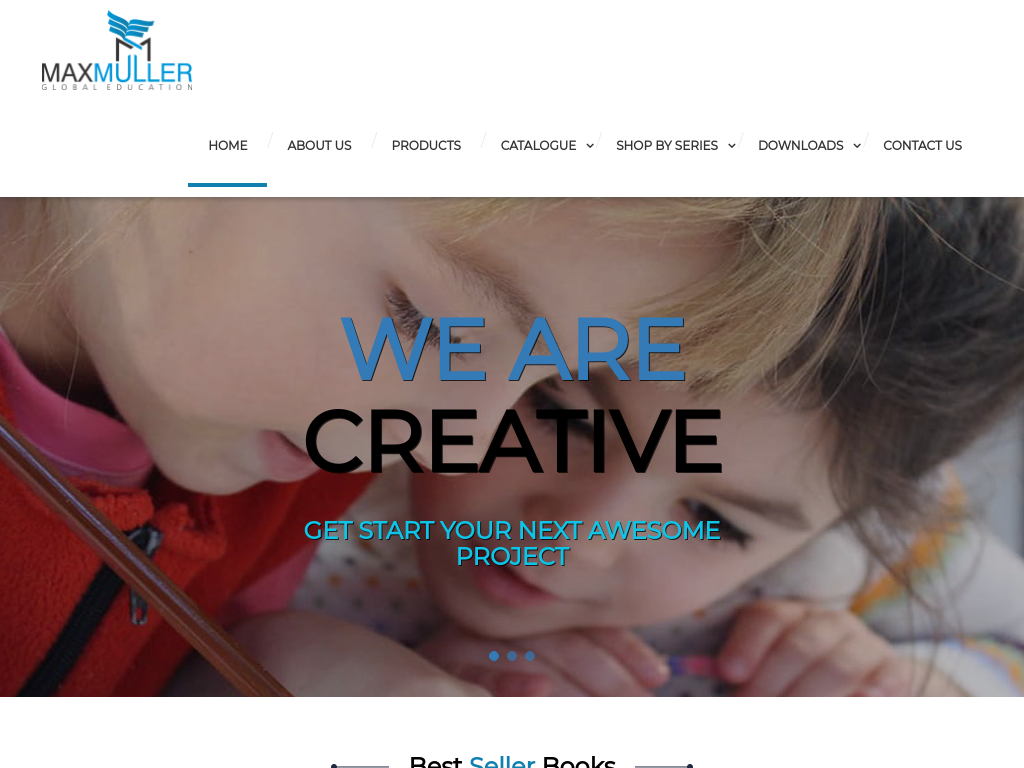 MAXMULLER
GLOBAL EDUCATION
HOME ABOUT US PRODUCTS CATALOGUE SHOP BY SERIES DOWNLOADS CONTACT US
WE ARE
CREATIVE
GET START YOUR NEXT AWESOME
PROJECT
Best Seller Books